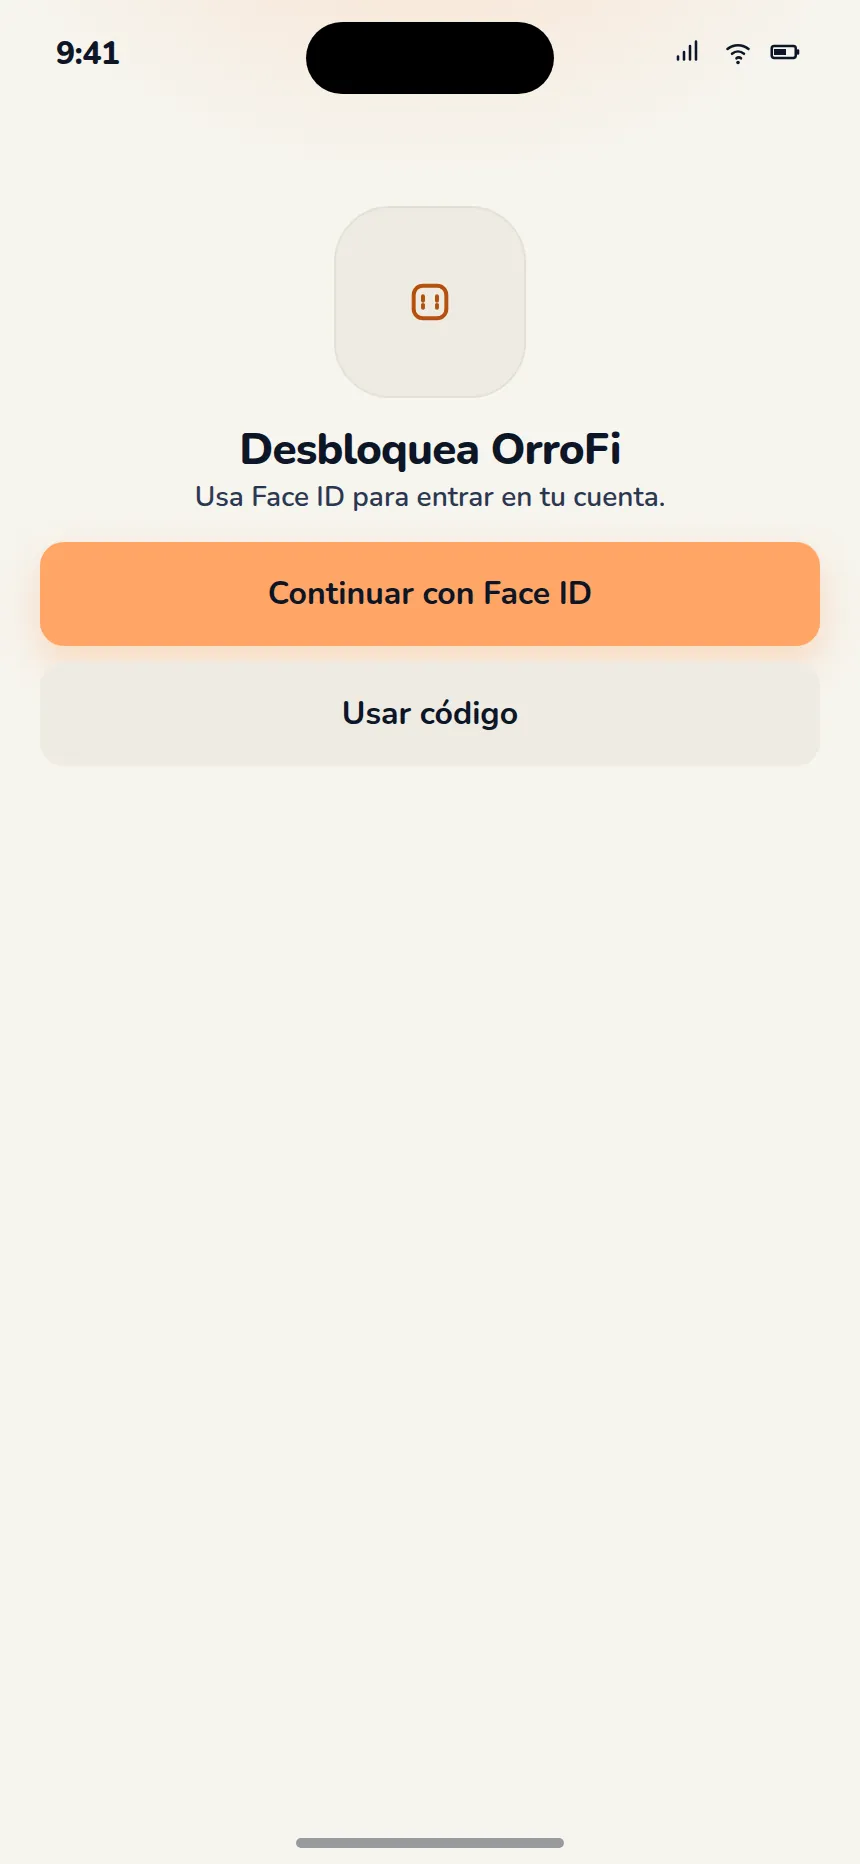 9:41
Desbloquea OrroFi
Usa Face ID para entrar en tu cuenta.
Continuar con Face ID
Usar código